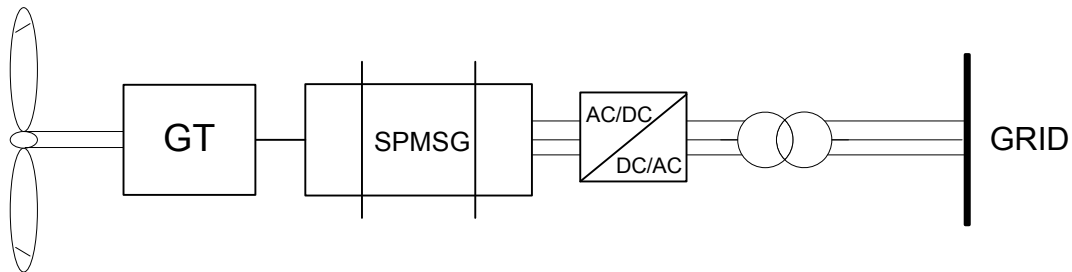 GT
SPMSG
AC/DC
DC/AC
GRID